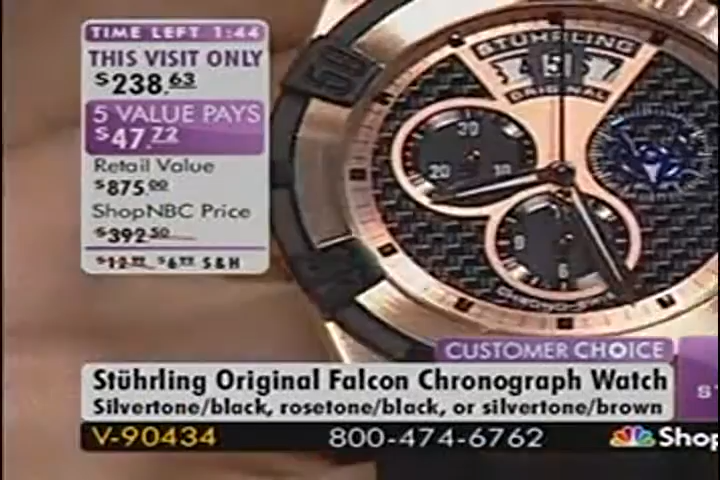 TIME LEFT 1:44
THIS VISIT ONLY
$238.63
5 VALUE PAYS
$47.72
Retail Value
$875.00
ShopNBC Price
$392.50
S&H
STÜHRLING
ORIGINAL
30
20
10
CUSTOMER CHOICE
Stührling Original Falcon Chronograph Watch
Silvertone/black, rosetone/black, or silvertone/brown
V-90434
800-474-6762
Shop